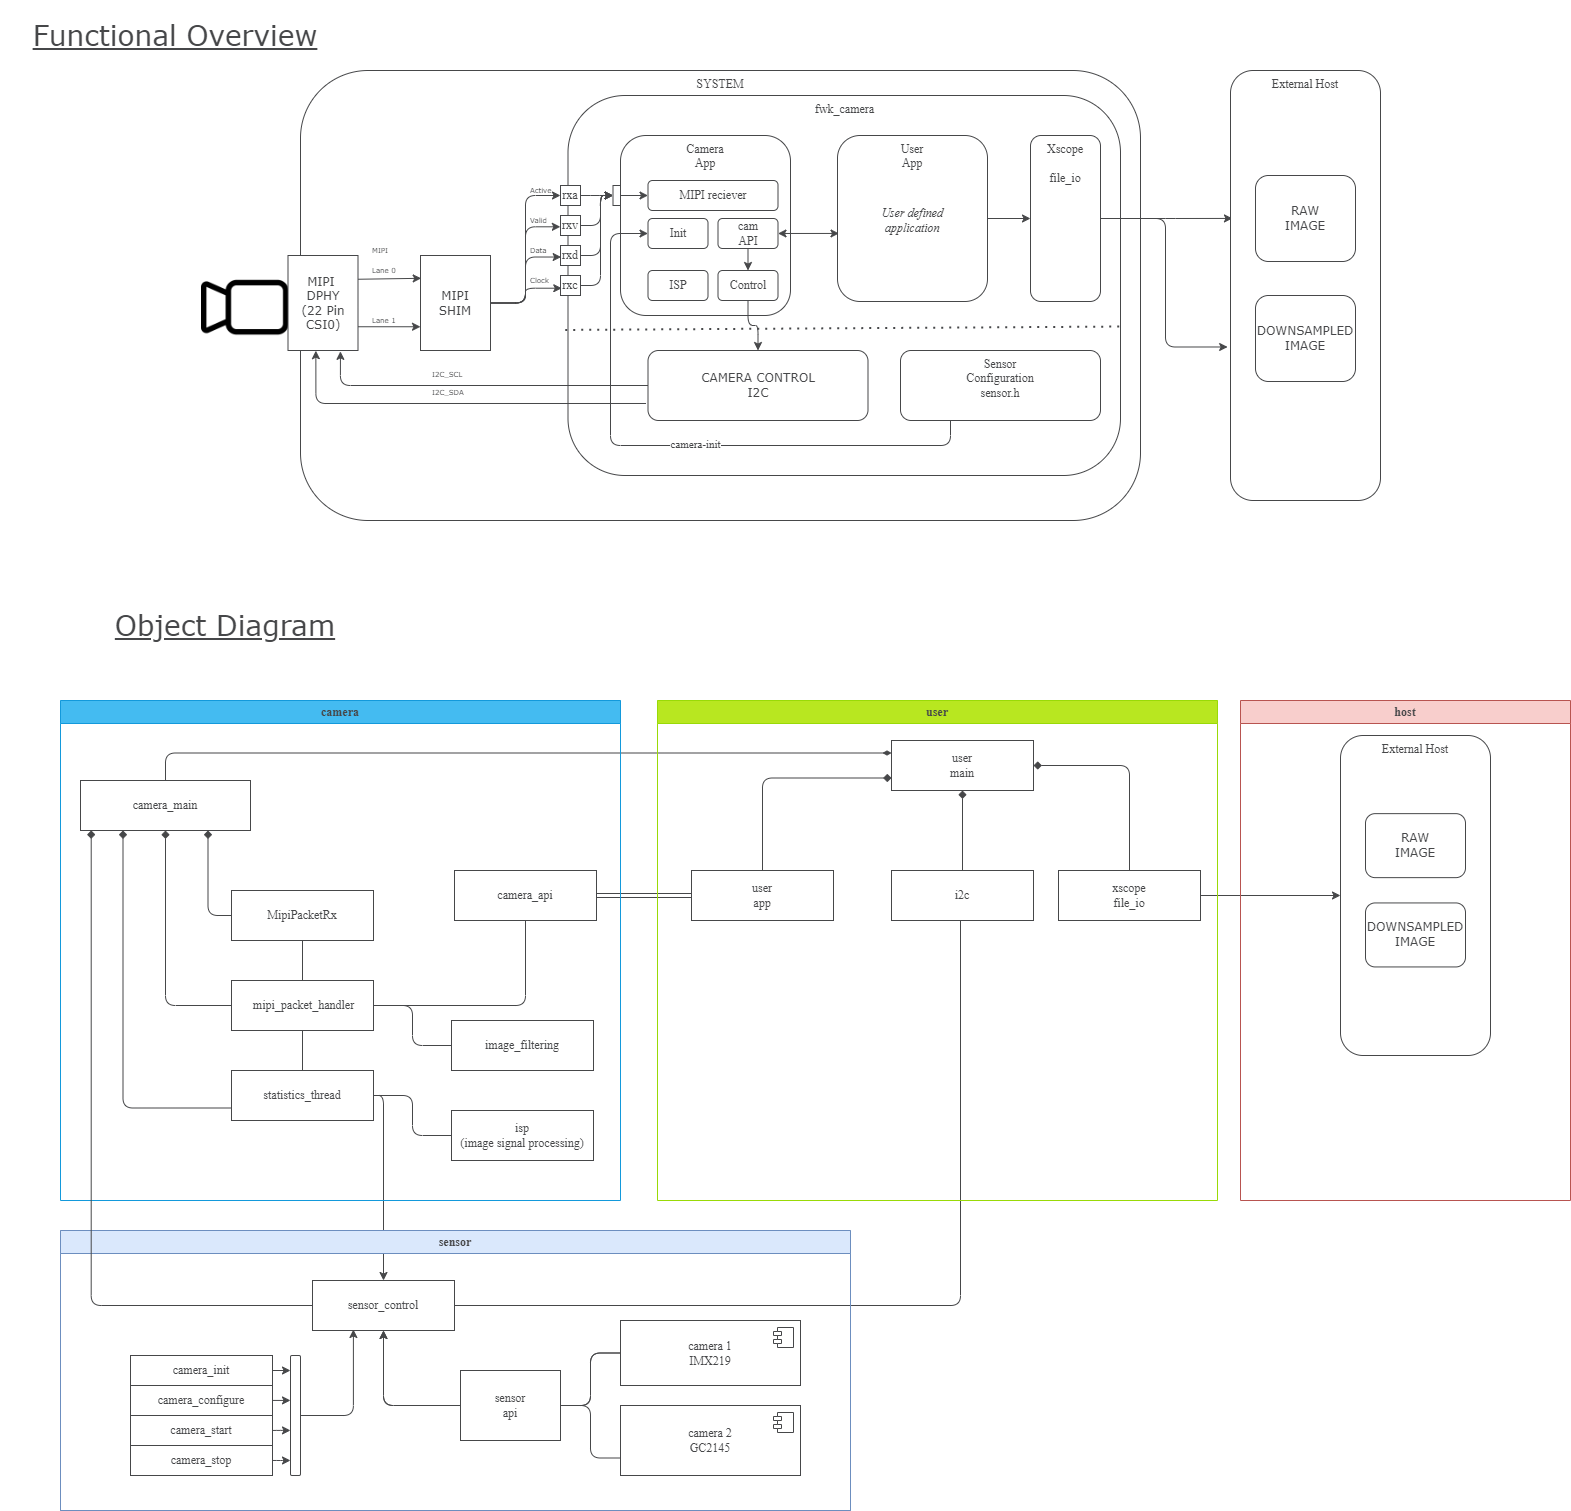 Functional Overview
SYSTEM
External Host
fwk_camera
Camera
App
User
App
Xscope
file_io
Active
rxa
MIPI reciever
RAW
IMAGE
Valid
rxv
Init
cam
API
User defined
application
MIPI
Data
rxd
Lane 0
Clock
rxc
ISP
Control
MIPI
DPHY
(22 Pin
CSI0)
MIPI
SHIM
Lane 1
DOWNSAMPLED
IMAGE
I2C_SCL
I2C_SDA
CAMERA CONTROL
I2C
Sensor
Configuration
sensor.h
camera-init
Object Diagram
camera
user
host
External Host
user
main
camera_main
RAW
IMAGE
camera_api
user
app
i2c
xscope
file_io
MipiPacketRx
DOWNSAMPLED
IMAGE
mipi_packet_handler
image_filtering
statistics_thread
isp
(image signal processing)
sensor
sensor_control
camera 1
IMX219
camera_init
camera_configure
camera_start
camera_stop
sensor
api
camera 2
GC2145